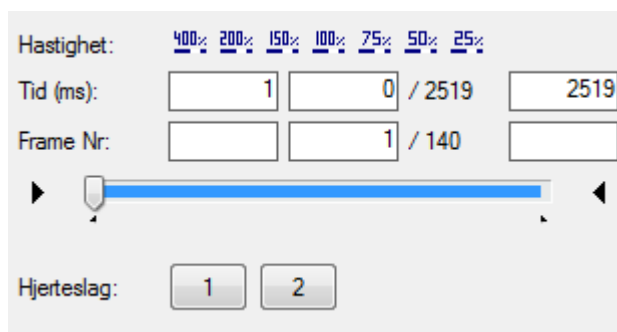 Hastighet: 400% 200% 150% 100% 75% 50% 25%
Tid (ms): 1 0 / 2519 2519
Frame Nr: 1 / 140
Hjerteslag: 1 2